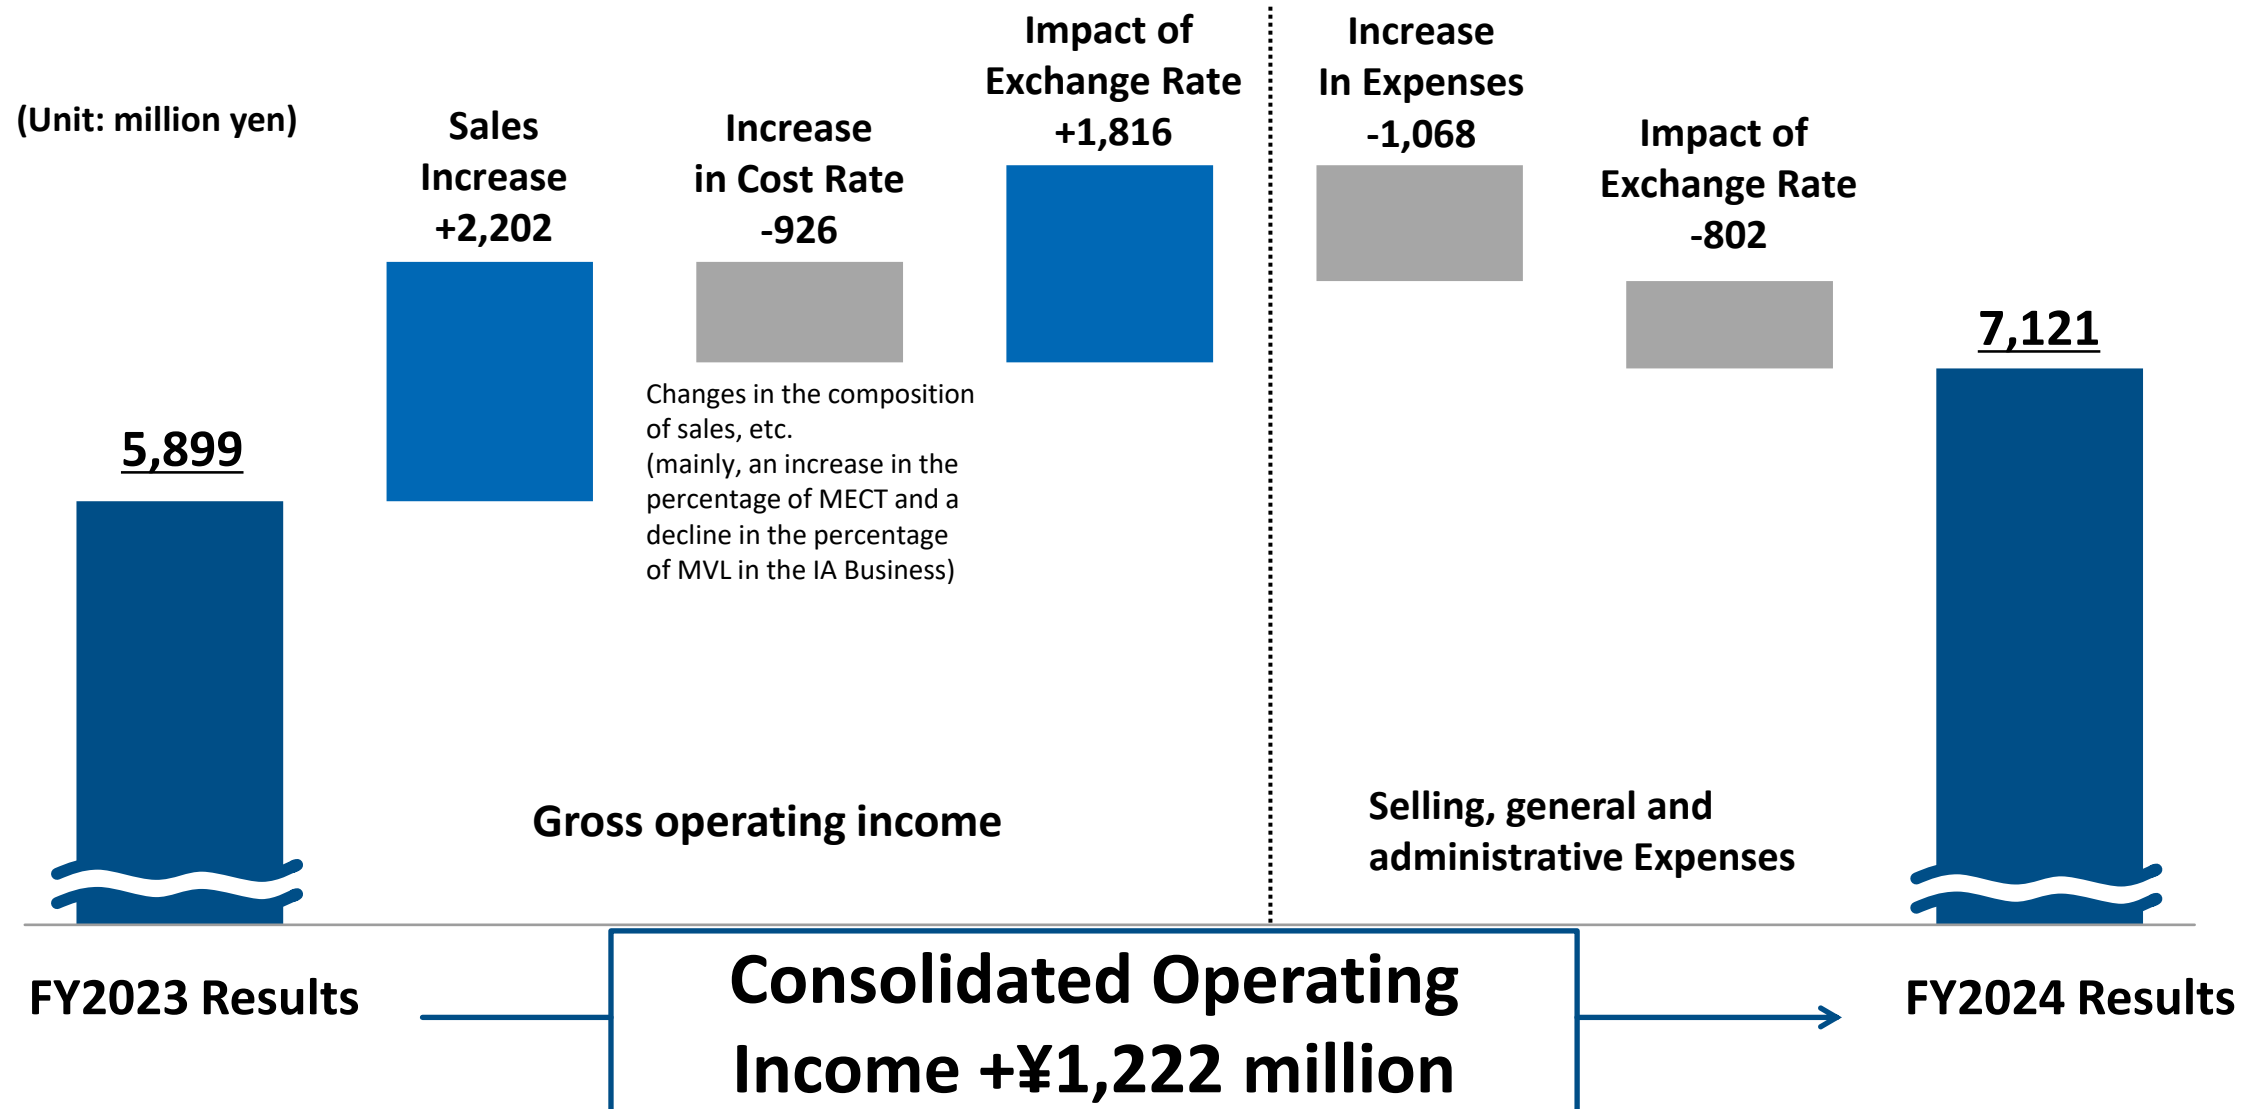 (Unit: million yen)
5,899
Sales
Increase
+2,202
Increase
in Cost Rate
-926
Changes in the composition
of sales, etc.
(mainly, an increase in the
percentage of MECT and a
decline in the percentage
of MVL in the IA Business)
Impact of
Exchange Rate
+1,816
Increase
In Expenses
-1,068
Impact of
Exchange Rate
-802
7,121
Gross operating income
Selling, general and
administrative Expenses
FY2023 Results
Consolidated Operating
Income +¥1,222 million
FY2024 Results